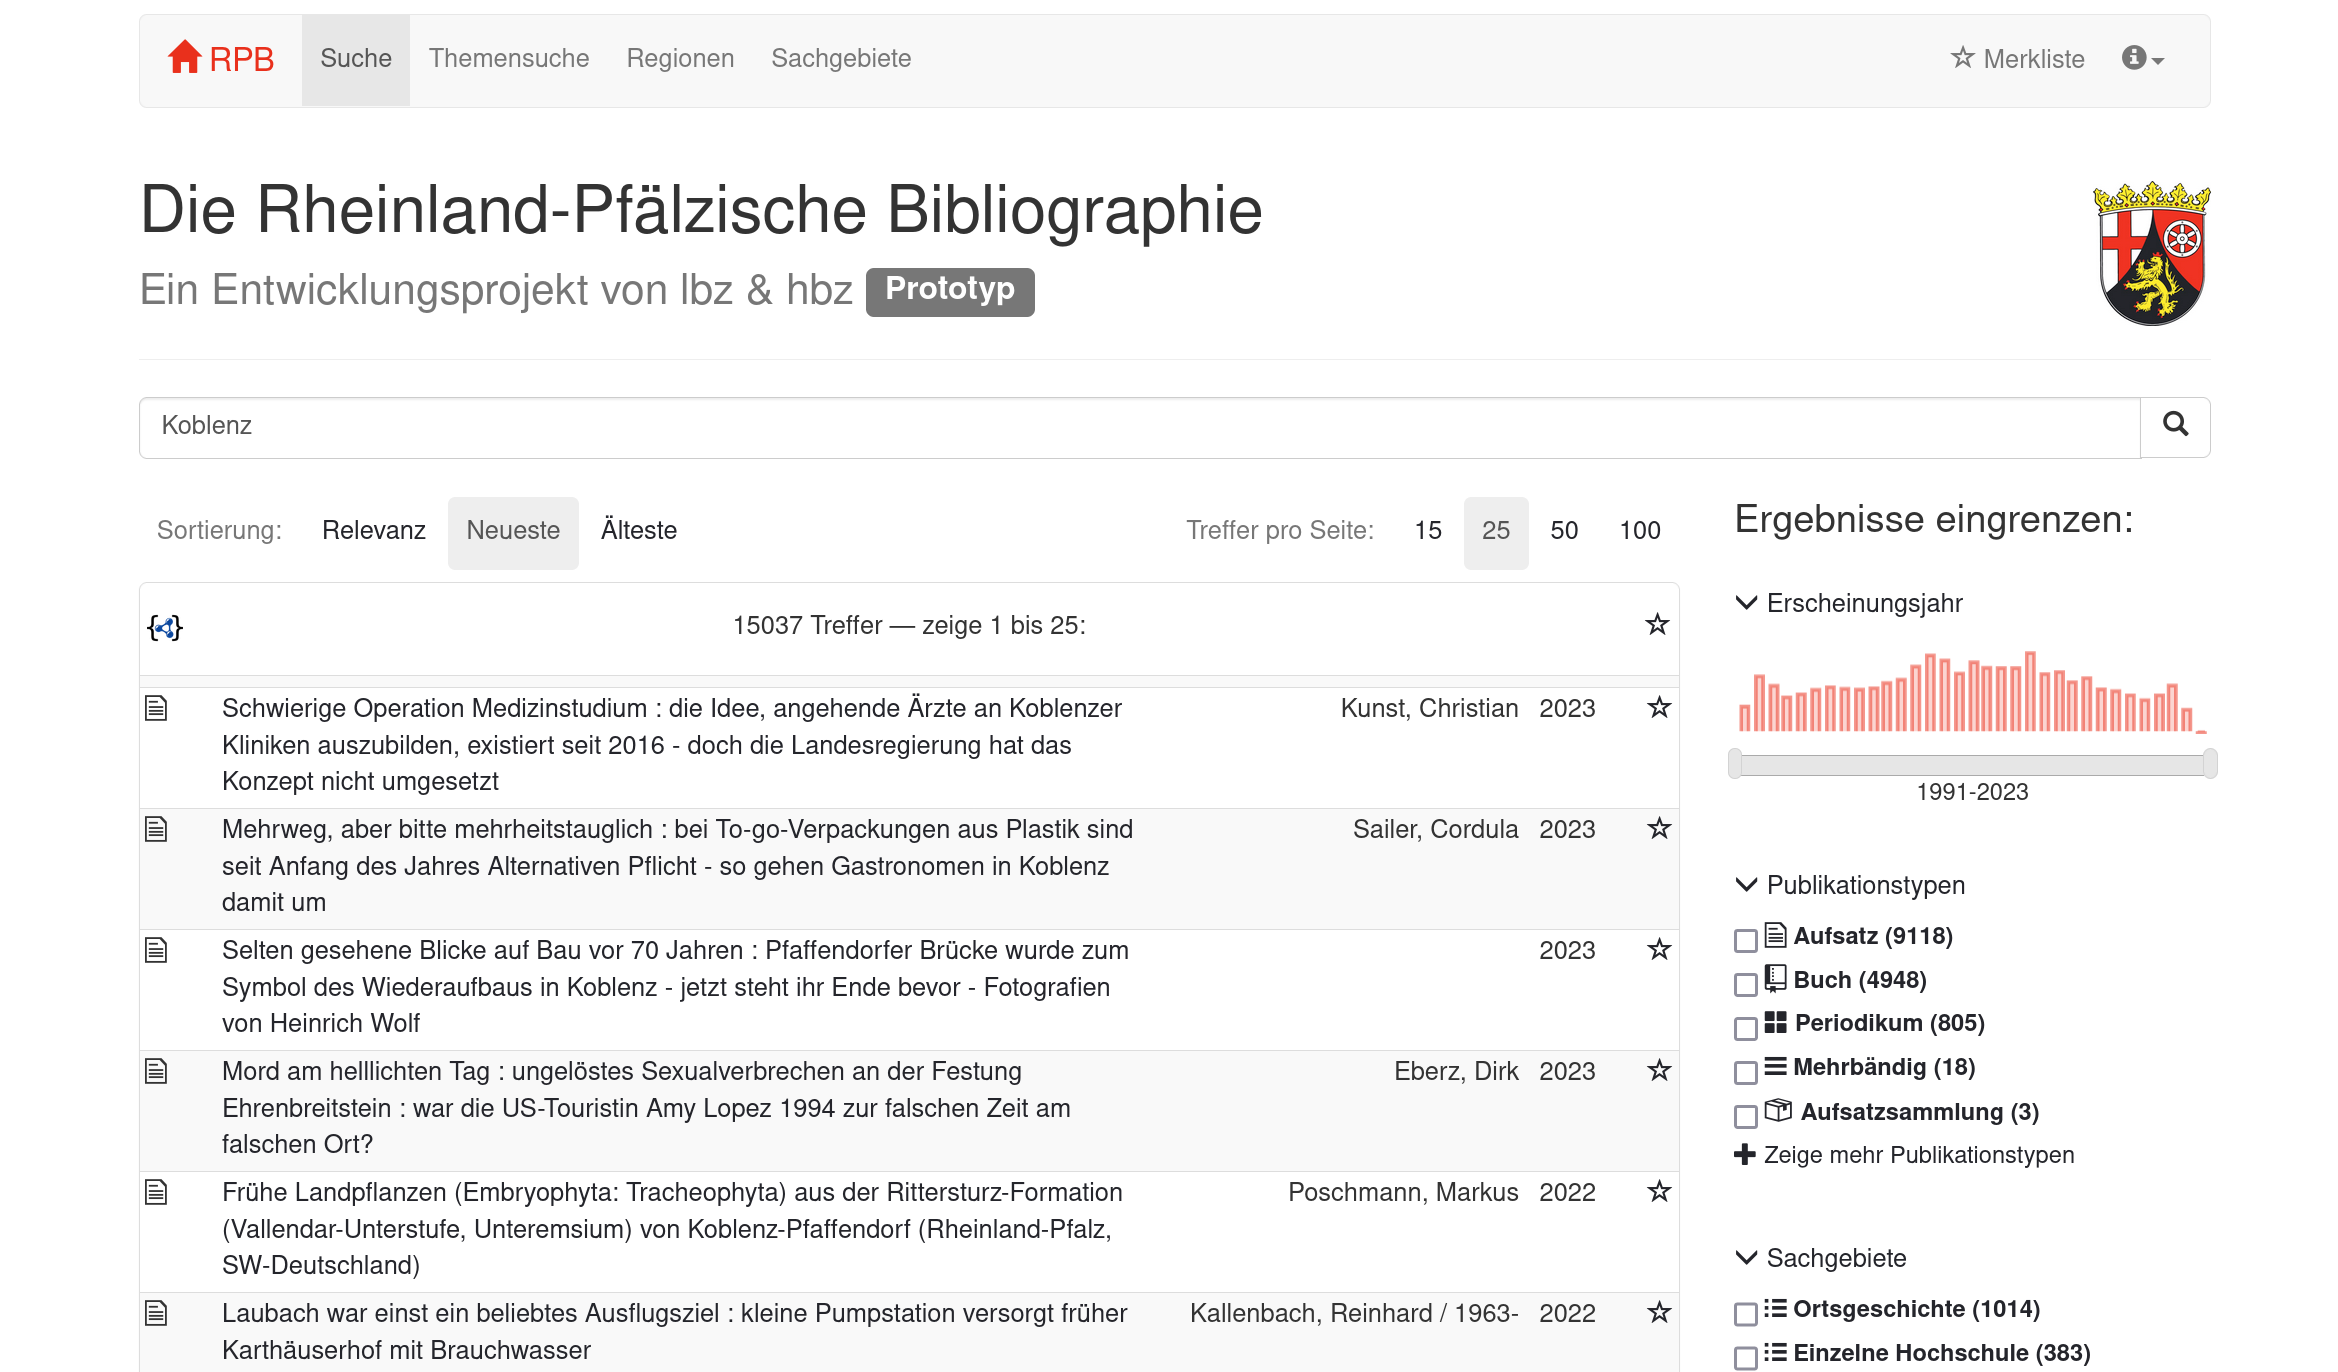 RPB Suche Themensuche Regionen Sachgebiete Merkliste
Die Rheinland-Pfälzische Bibliographie
Ein Entwicklungsprojekt von lbz & hbz Prototyp
Koblenz
Sortierung: Relevanz Neueste Älteste Treffer pro Seite: 15 25 50 100
15037 Treffer — zeige 1 bis 25:
Schwierige Operation Medizinstudium : die Idee, angehende Ärzte an Koblenzer Kunst, Christian 2023
Kliniken auszubilden, existiert seit 2016 - doch die Landesregierung hat das
Konzept nicht umgesetzt
Mehrweg, aber bitte mehrheitstauglich : bei To-go-Verpackungen aus Plastik sind Sailer, Cordula 2023
seit Anfang des Jahres Alternativen Pflicht - so gehen Gastronomen in Koblenz
damit um
Selten gesehene Blicke auf Bau vor 70 Jahren : Pfaffendorfer Brücke wurde zum 2023
Symbol des Wiederaufbaus in Koblenz - jetzt steht ihr Ende bevor - Fotografien
von Heinrich Wolf
Mord am helllichten Tag : ungelöstes Sexualverbrechen an der Festung Eberz, Dirk 2023
Ehrenbreitstein : war die US-Touristin Amy Lopez 1994 zur falschen Zeit am
falschen Ort?
Frühe Landpflanzen (Embryophyta: Tracheophyta) aus der Rittersturz-Formation Poschmann, Markus 2022
(Vallendar-Unterstufe, Unteremsium) von Koblenz-Pfaffendorf (Rheinland-Pfalz,
SW-Deutschland)
Laubach war einst ein beliebtes Ausflugsziel : kleine Pumpstation versorgt früher Kallenbach, Reinhard / 1963- 2022
Karthäuserhof mit Brauchwasser
Ergebnisse eingrenzen:
Erscheinungsjahr
1991-2023
Publikationstypen
Aufsatz (9118)
Buch (4948)
Periodikum (805)
Mehrbändig (18)
Aufsatzsammlung (3)
Zeige mehr Publikationstypen
Sachgebiete
Ortsgeschichte (1014)
Einzelne Hochschule (383)